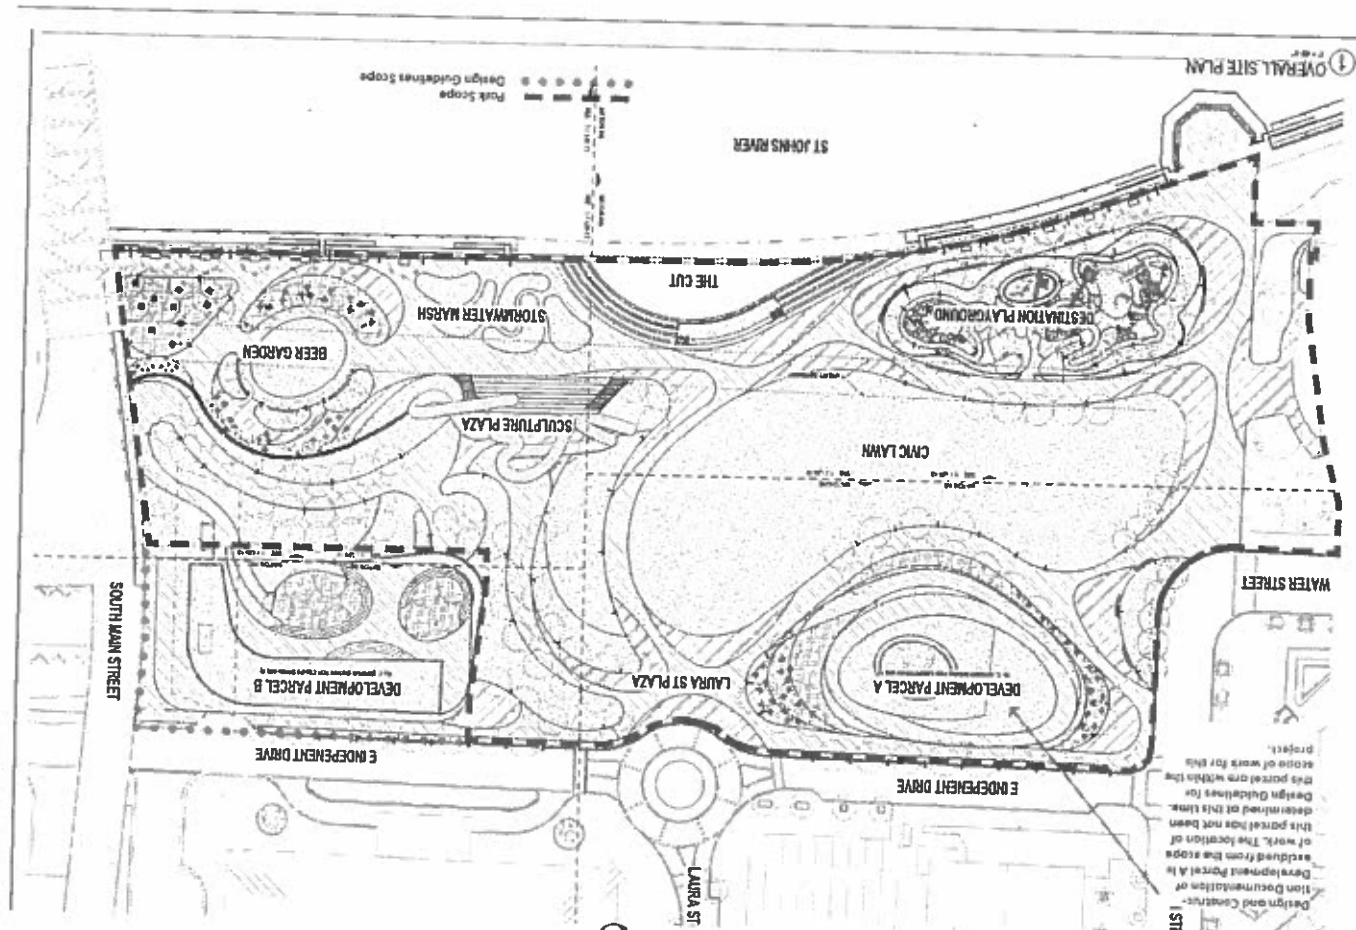 LAURA ST
Design and Construc-
tion Documentation of
Development Parcel A is
excluded from the scope
of work. The location of
this parcel has not been
determined at this time.
Design Guidelines for
this parcel are within the
scope of work for this
project.
E INDEPENENT DRIVE
E INDEPENENT DRIVE
DEVELOPMENT PARCEL A
LAURA ST PLAZA
DEVELOPMENT PARCEL B
SOUTH MAIN STREET
WATER STREET
CIVIC LAWN
SCULPTURE PLAZA
BEER GARDEN
DESTINATION PLAYGROUND
STORMWATER MARSH
THE CUT
ST JOHNS RIVER
Park Scope
Design Guidelines Scope
1
OVERALL SITE PLAN